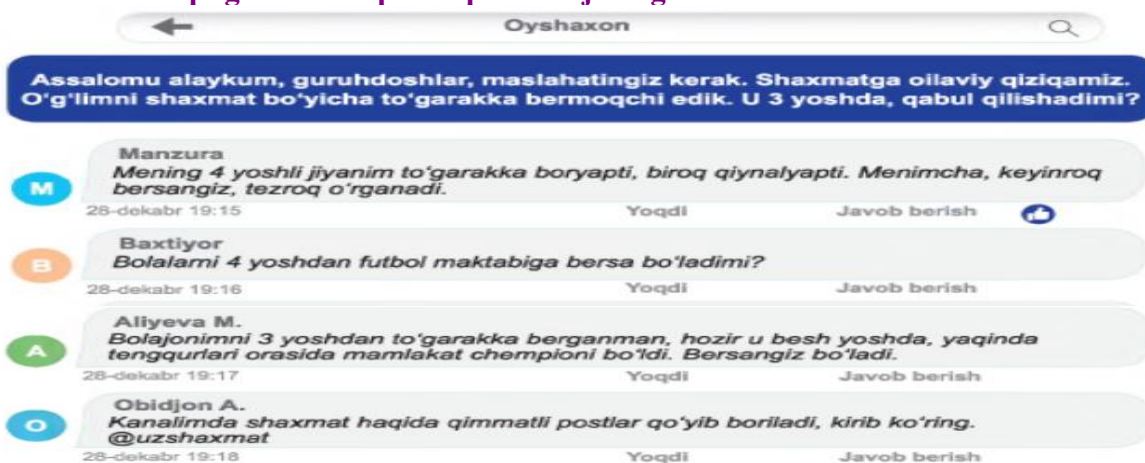 Oyshaxon
Assalomu alaykum, guruhdoshlar, maslahatingiz kerak. Shaxmatga oilaviy qiziqamiz.
O'g'limni shaxmat bo'yicha to'garakka bermoqchi edik. U 3 yoshda, qabul qilishadimi?
Manzura
M
Mening 4 yoshli jiyanim to'garakka boryapti, biroq qiynalyapti. Menimcha, keyinroq
bersangiz, tezroq o'rganadi.
28-dekabr 19:15 Yoqdi Javob berish
Baxtiyor
B
Bolalarni 4 yoshdan futbol maktabiga bersa bo'ladimi?
28-dekabr 19:16 Yoqdi Javob berish
Aliyeva M.
A
Bolajonimni 3 yoshdan to'garakka berganman, hozir u besh yoshda, yaqinda
tengqurlari orasida mamlakat chempioni bo'ldi. Bersangiz bo'ladi.
28-dekabr 19:17 Yoqdi Javob berish
Obidjon A.
O
Kanalimda shaxmat haqida qimmatli postlar qo'yib boriladi, kirib ko'ring.
@uzshaxmat
28-dekabr 19:18 Yoqdi Javob berish